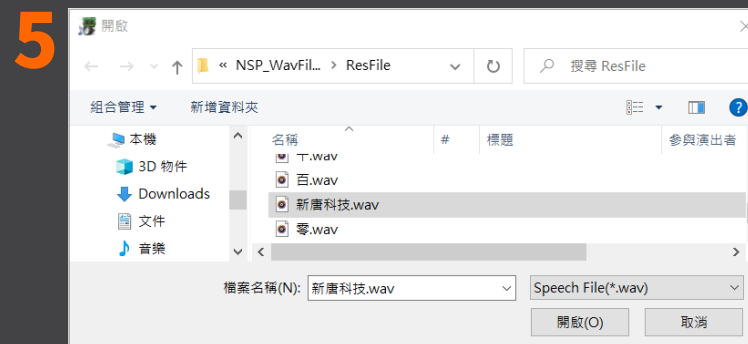 5
開啟
« NSP_WavFil... › ResFile
搜尋 ResFile
組合管理 新增資料夾
本機
3D 物件
Downloads
文件
音樂
名稱 # 標題 參與演出者
百.wav
新唐科技.wav
零.wav
檔案名稱(N): 新唐科技.wav Speech File(*.wav)
開啟(O) 取消